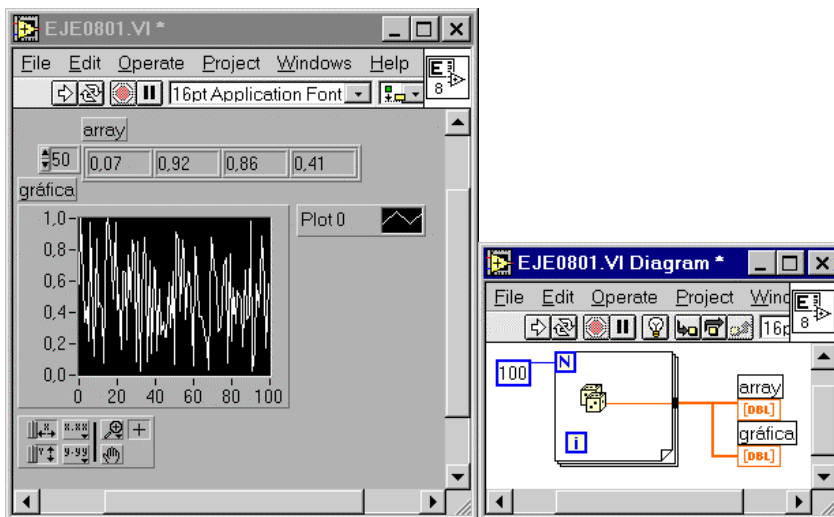 EJE0801.VI *
File Edit Operate Project Windows Help
E
8
16pt Application Font
array
50 0,07 0,92 0,86 0,41
gráfica
Plot 0
1,0
0,8
0,6
0,4
0,2
0,0
0 20 40 60 80 100
X X.XX
Y Y.YY
EJE0801.VI Diagram *
File Edit Operate Project Wind
E
8
16p
100 N
array
[DBL]
gráfica
[DBL]
i